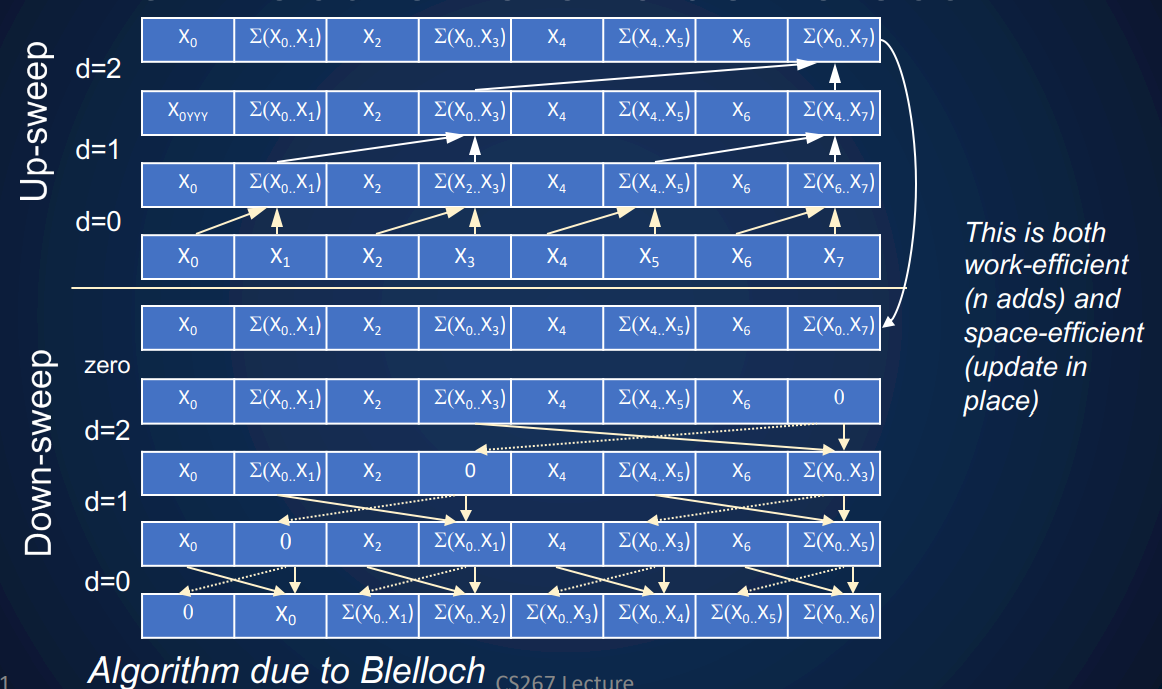 X0 Σ(X0..X1) X2 Σ(X0..X3) X4 Σ(X4..X5) X6 Σ(X0..X7)
d=2
X0YYY Σ(X0..X1) X2 Σ(X0..X3) X4 Σ(X4..X5) X6 Σ(X4..X7)
Up-sweep
d=1
X0 Σ(X0..X1) X2 Σ(X2..X3) X4 Σ(X4..X5) X6 Σ(X6..X7)
d=0
X0 X1 X2 X3 X4 X5 X6 X7
This is both
work-efficient
(n adds) and
space-efficient
(update in
place)
X0 Σ(X0..X1) X2 Σ(X0..X3) X4 Σ(X4..X5) X6 Σ(X0..X7)
zero
X0 Σ(X0..X1) X2 Σ(X0..X3) X4 Σ(X4..X5) X6 0
d=2
Down-sweep
X0 Σ(X0..X1) X2 0 X4 Σ(X4..X5) X6 Σ(X0..X3)
d=1
X0 0 X2 Σ(X0..X1) X4 Σ(X0..X3) X6 Σ(X0..X5)
d=0
0 X0 Σ(X0..X1) Σ(X0..X2) Σ(X0..X3) Σ(X0..X4) Σ(X0..X5) Σ(X0..X6)
Algorithm due to Blelloch
1
CS267 Lecture